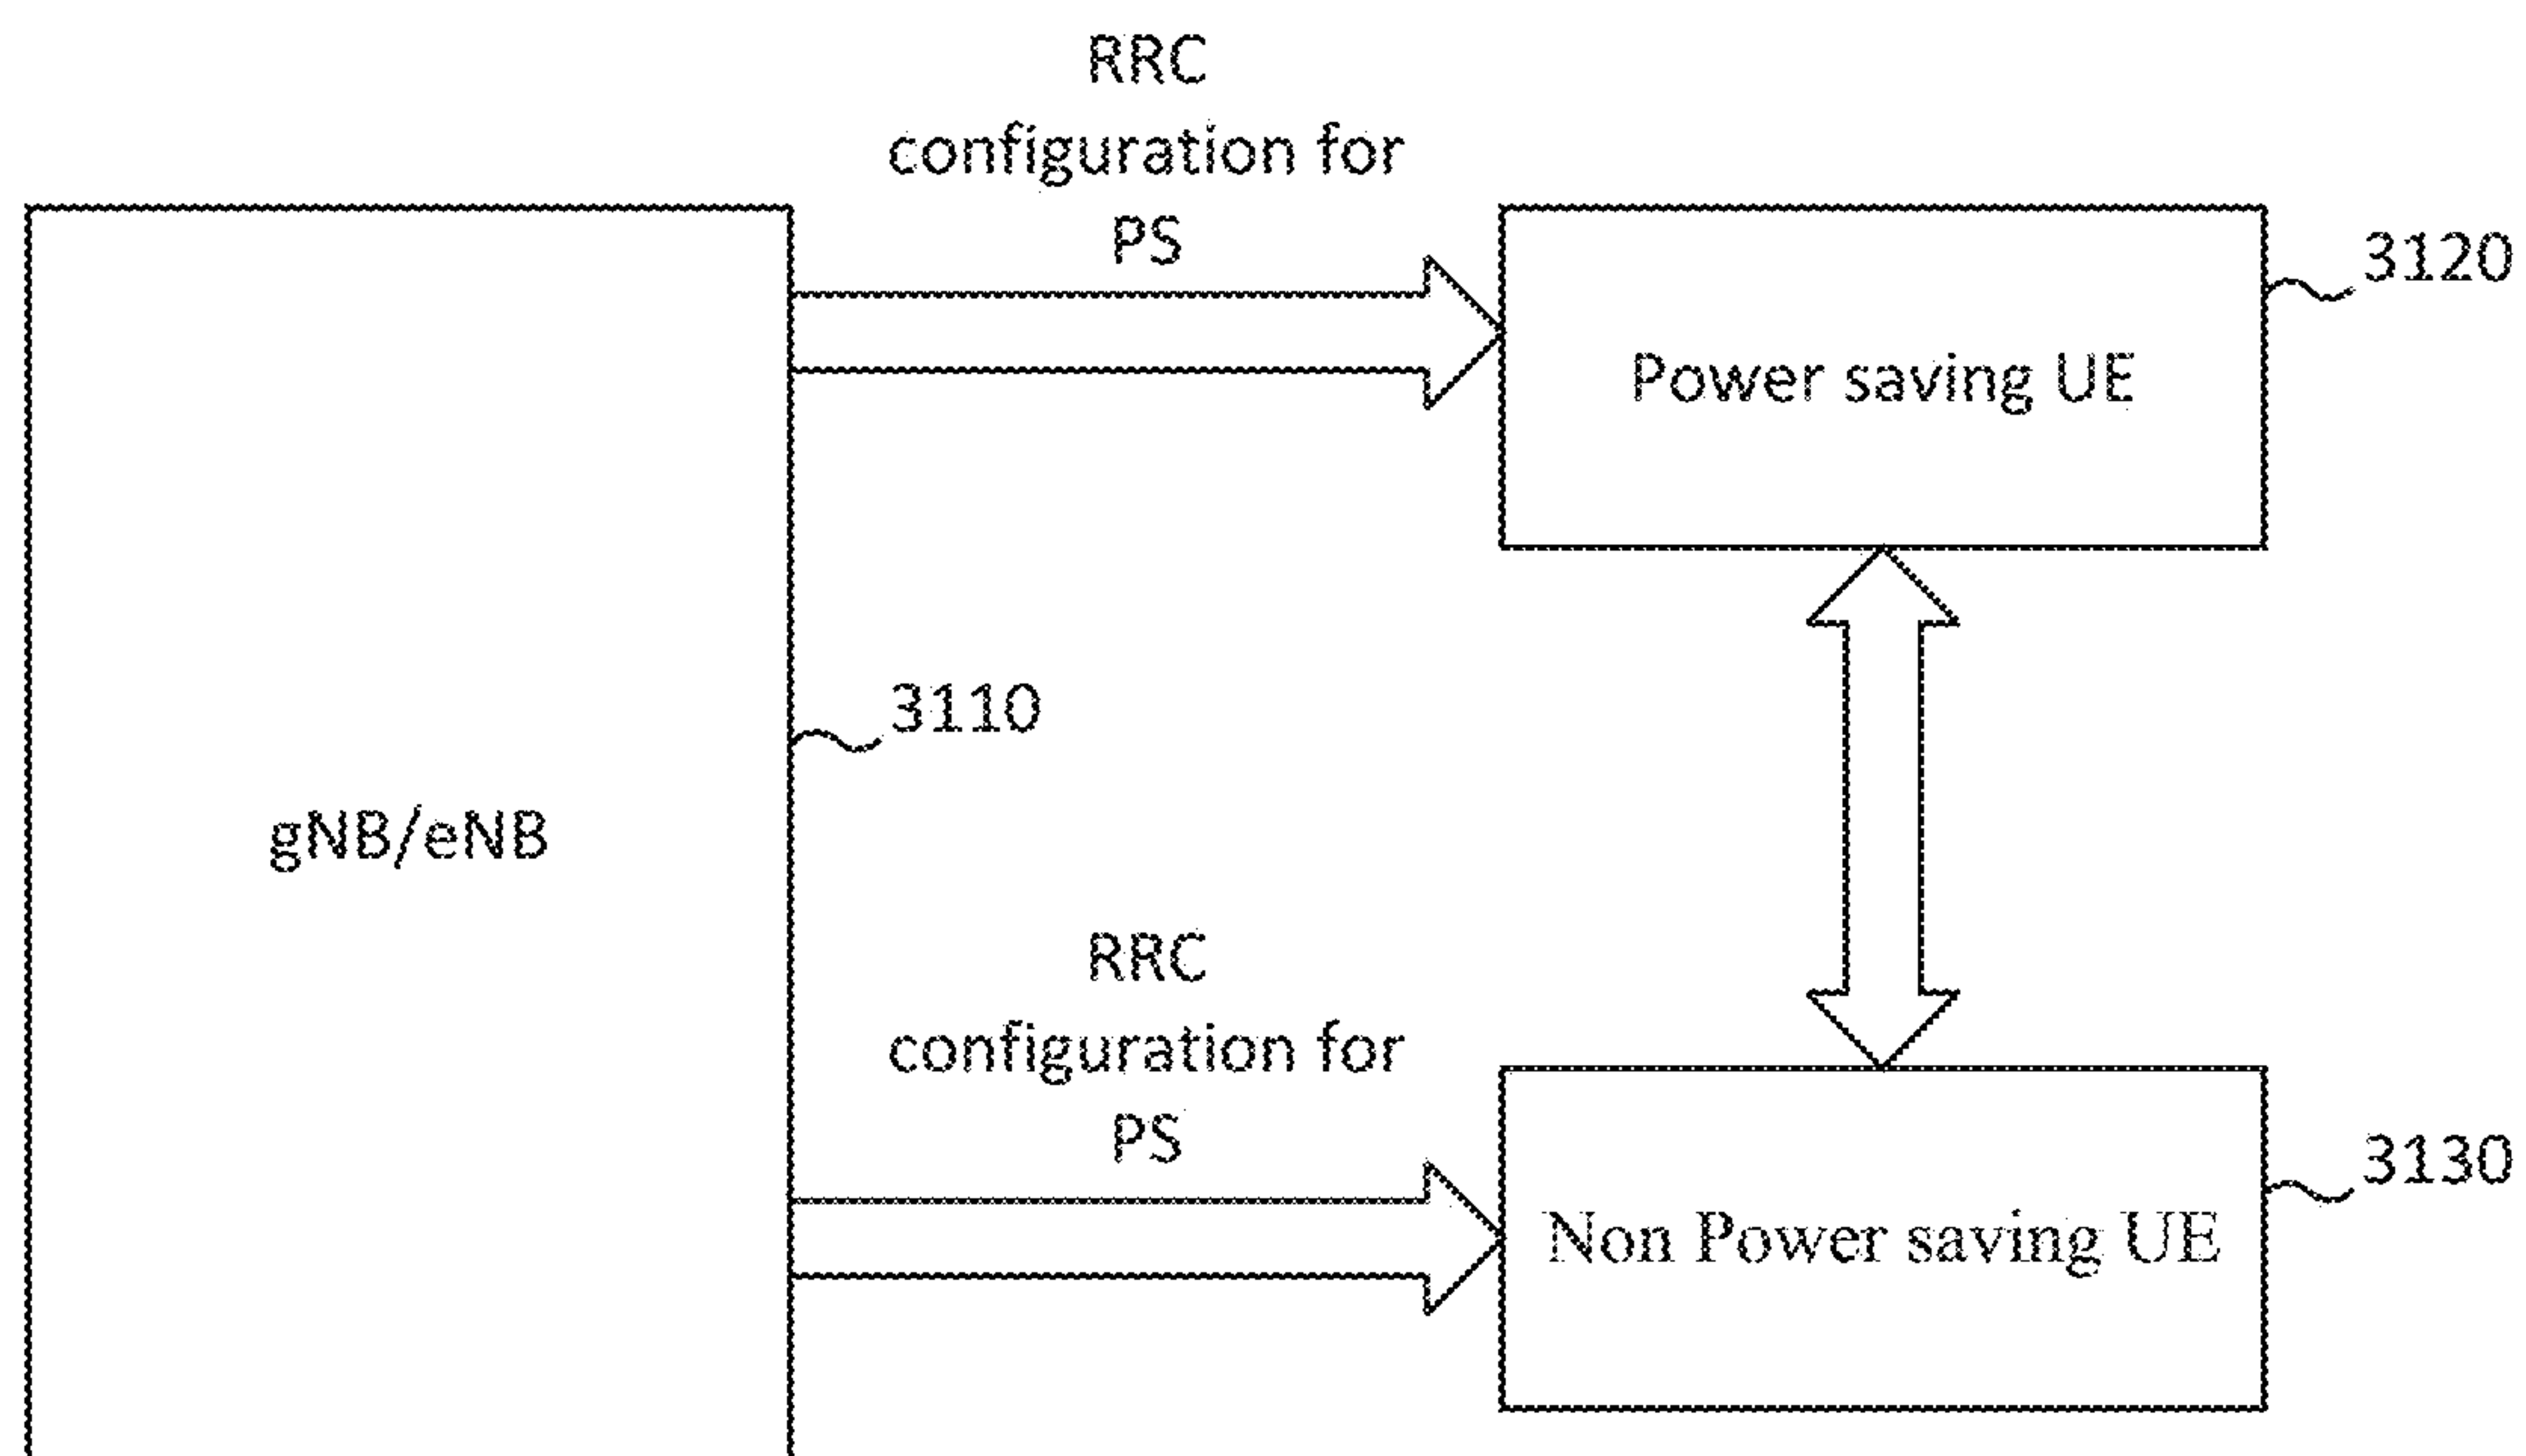 RRC
configuration for
PS
3120
Power saving UE
3110
gNB/eNB
RRC
configuration for
PS
3130
Non Power saving UE